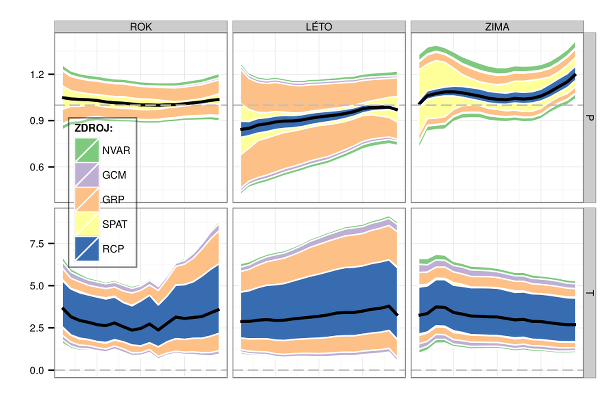 ROK LÉTO ZIMA
1.2
0.9
0.6
P
ZDROJ:
NVAR
GCM
GRP
SPAT
RCP
7.5
5.0
2.5
0.0
T